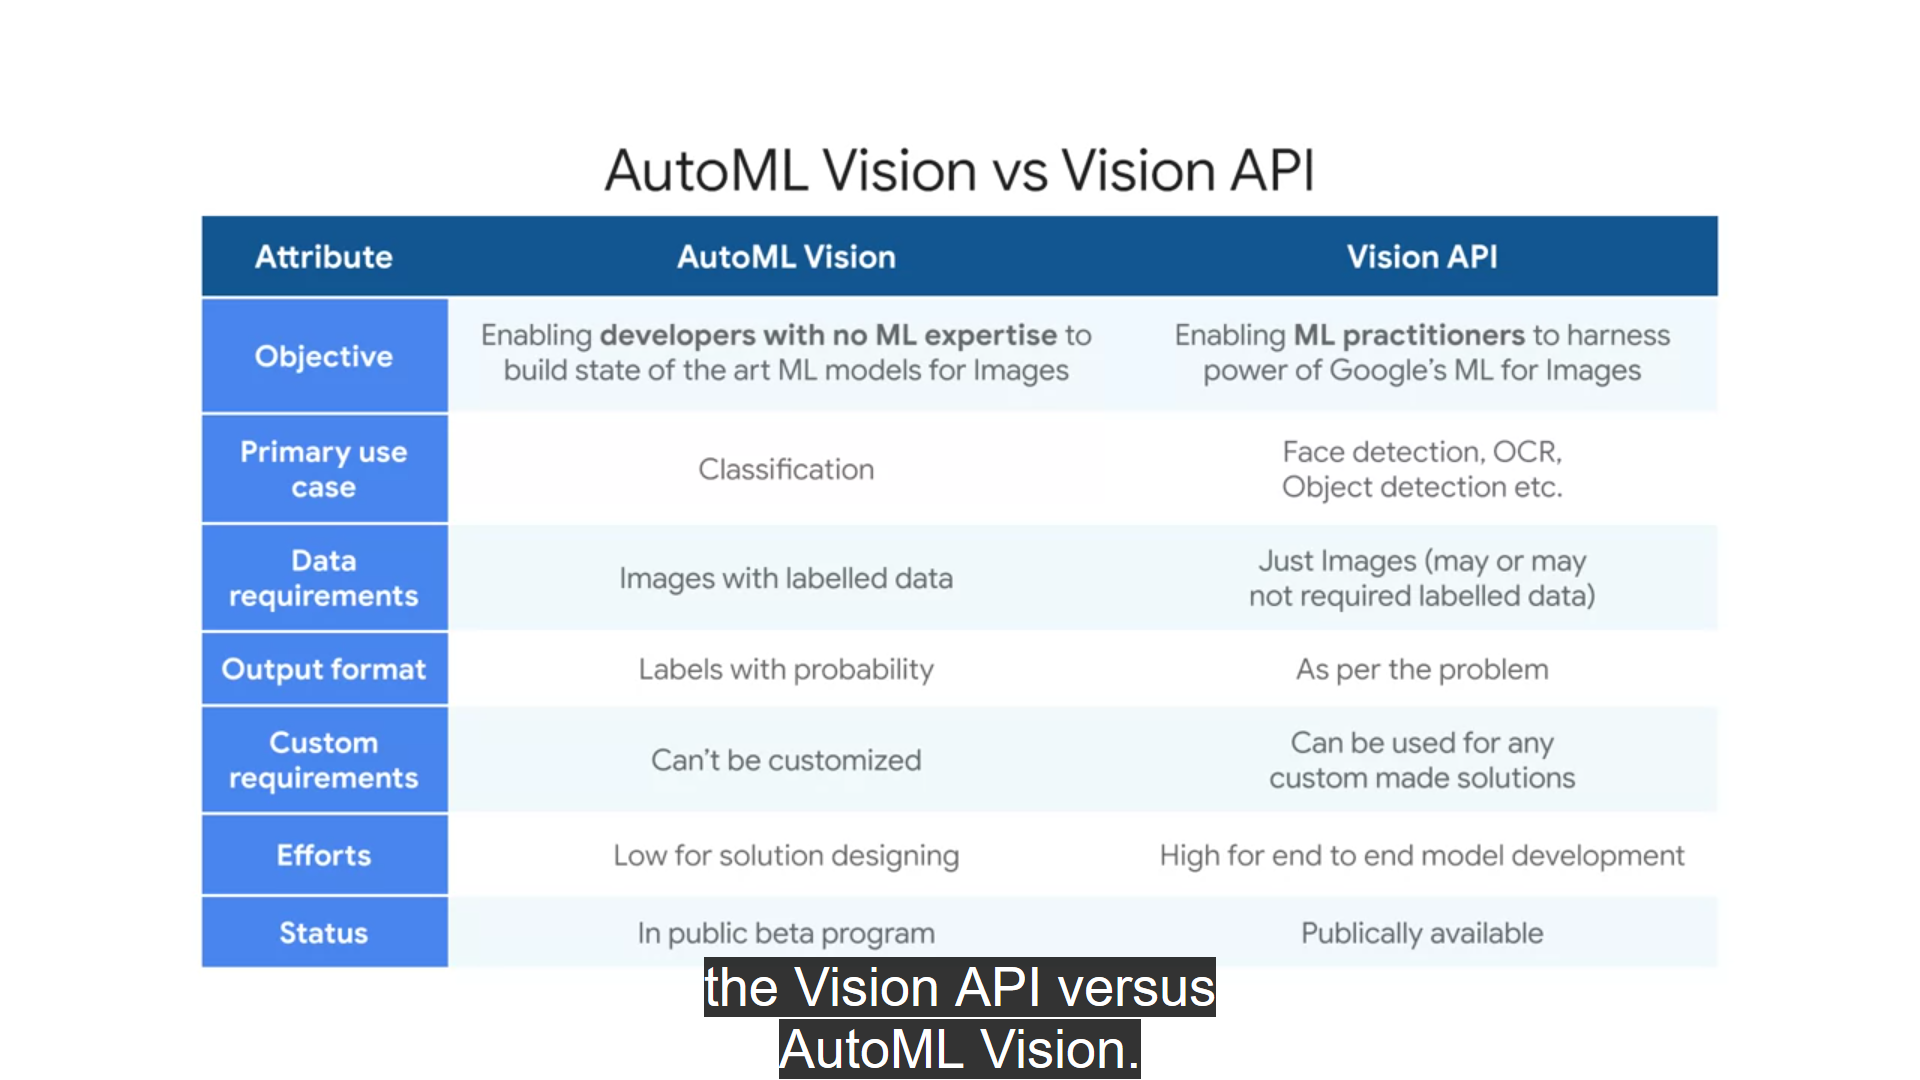 AutoML Vision vs Vision API
Attribute
AutoML Vision
Vision API
Objective
Enabling developers with no ML expertise to
build state of the art ML models for Images
Enabling ML practitioners to harness
power of Google's ML for Images
Primary use
case
Classification
Face detection, OCR,
Object detection etc.
Data
requirements
Images with labelled data
Just Images (may or may
not required labelled data)
Output format
Labels with probability
As per the problem
Custom
requirements
Can't be customized
Can be used for any
custom made solutions
Efforts
Low for solution designing
High for end to end model development
Status
In public beta program
Publically available
the Vision API versus
AutoML Vision.